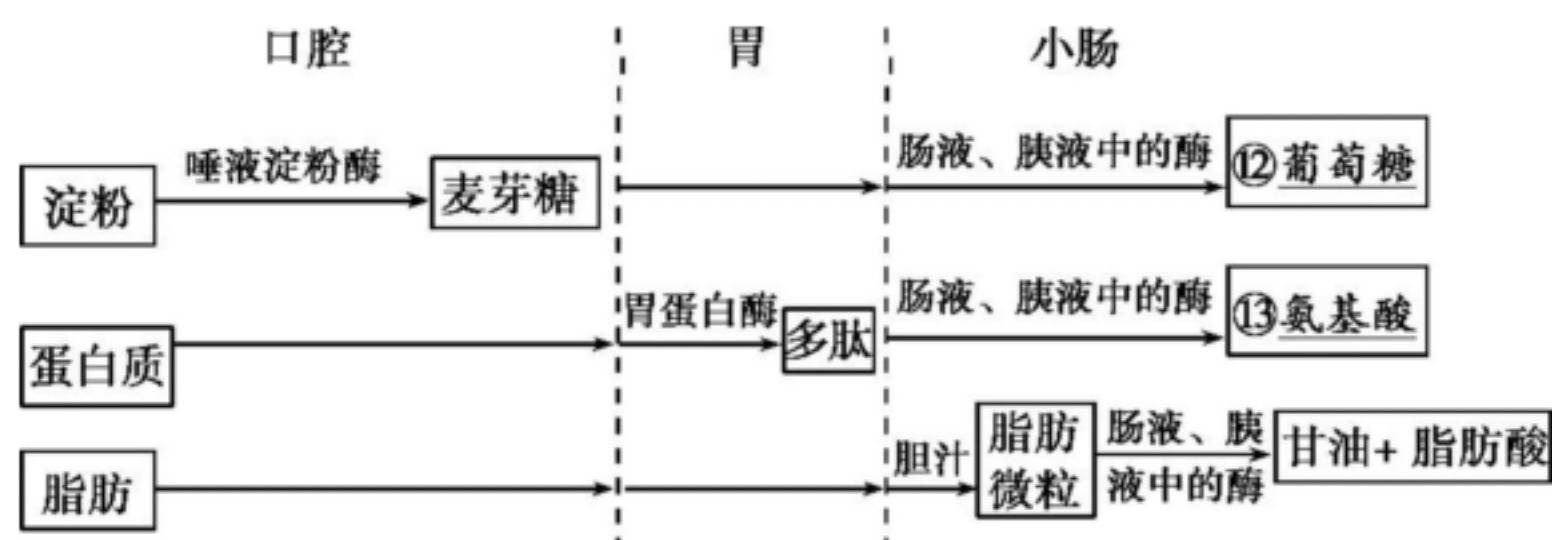 口腔
胃
小肠
淀粉
唾液淀粉酶
麦芽糖
肠液、胰液中的酶
⑫葡萄糖
蛋白质
胃蛋白酶
多肽
肠液、胰液中的酶
⑬氨基酸
脂肪
胆汁
脂肪
微粒
肠液、胰
液中的酶
甘油+脂肪酸